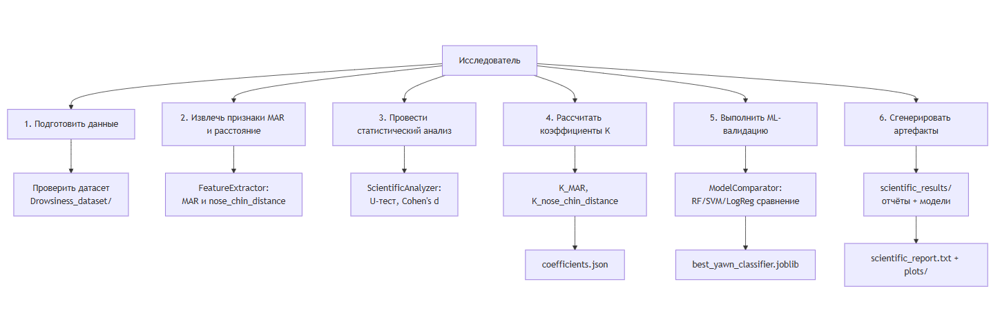 Исследователь
1. Подготовить данные
2. Извлечь признаки MAR
и расстояние
3. Провести
статистический анализ
4. Рассчитать
коэффициенты K
5. Выполнить ML-
валидацию
6. Сгенерировать
артефакты
Проверить датасет
Drowsiness_dataset/
FeatureExtractor:
MAR и nose_chin_distance
ScientificAnalyzer:
U-тест, Cohen's d
K_MAR,
K_nose_chin_distance
ModelComparator:
RF/SVM/LogReg сравнение
scientific_results/
отчёты + модели
coefficients.json
best_yawn_classifier.joblib
scientific_report.txt +
plots/